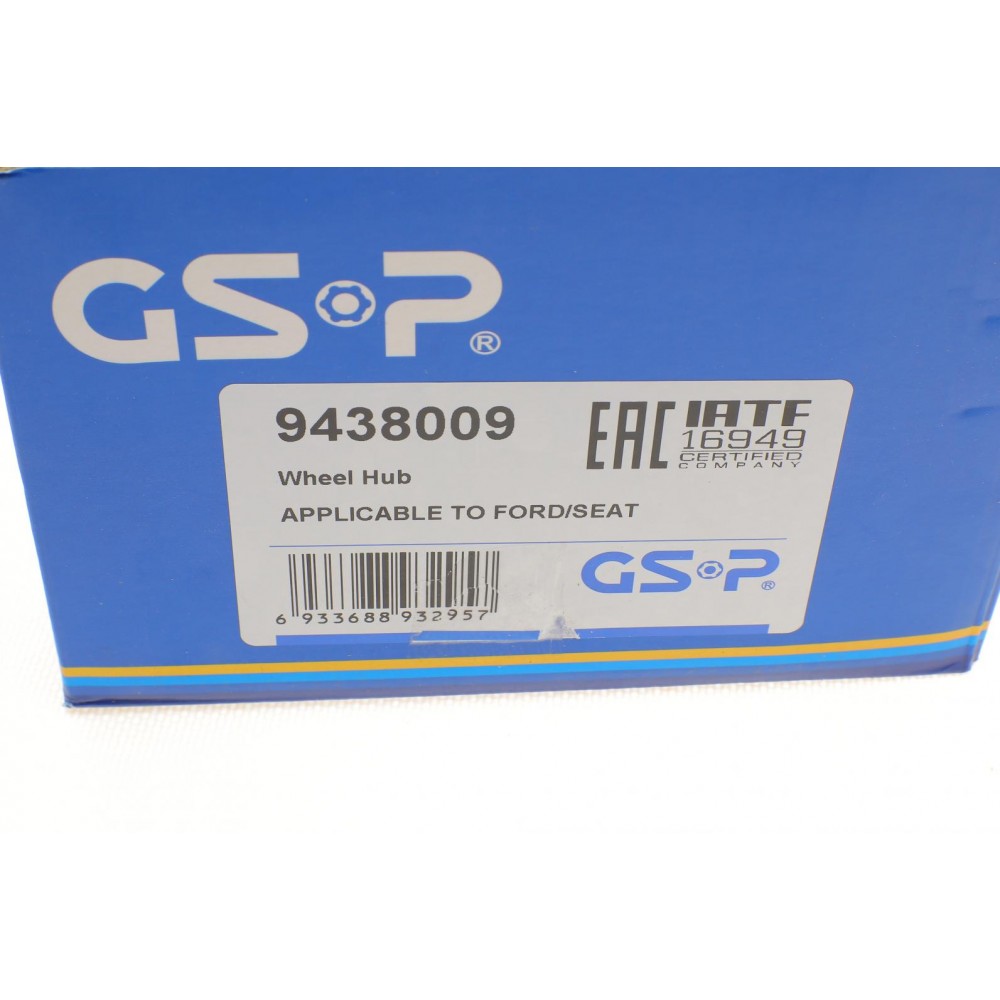 GS•P®
9438009
EAC
IATF
16949
CERTIFIED
COMPANY
Wheel Hub
APPLICABLE TO FORD/SEAT
6 933688 932957
GS•P®